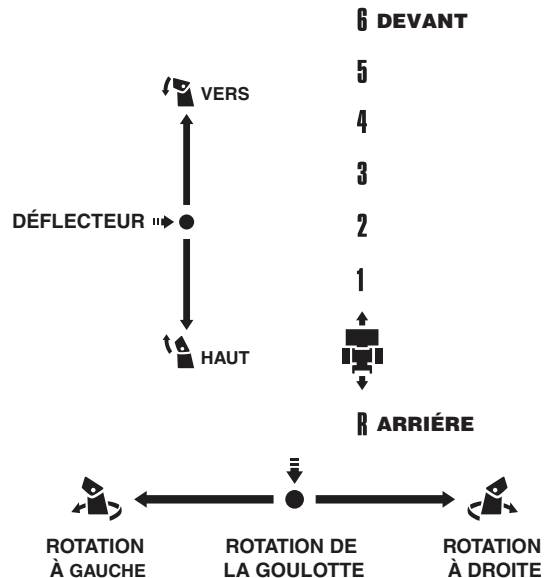 6 DEVANT
5
VERS
4
3
DÉFLECTEUR
2
1
HAUT
R ARRIÉRE
ROTATION
À GAUCHE
ROTATION DE
LA GOULOTTE
ROTATION
À DROITE